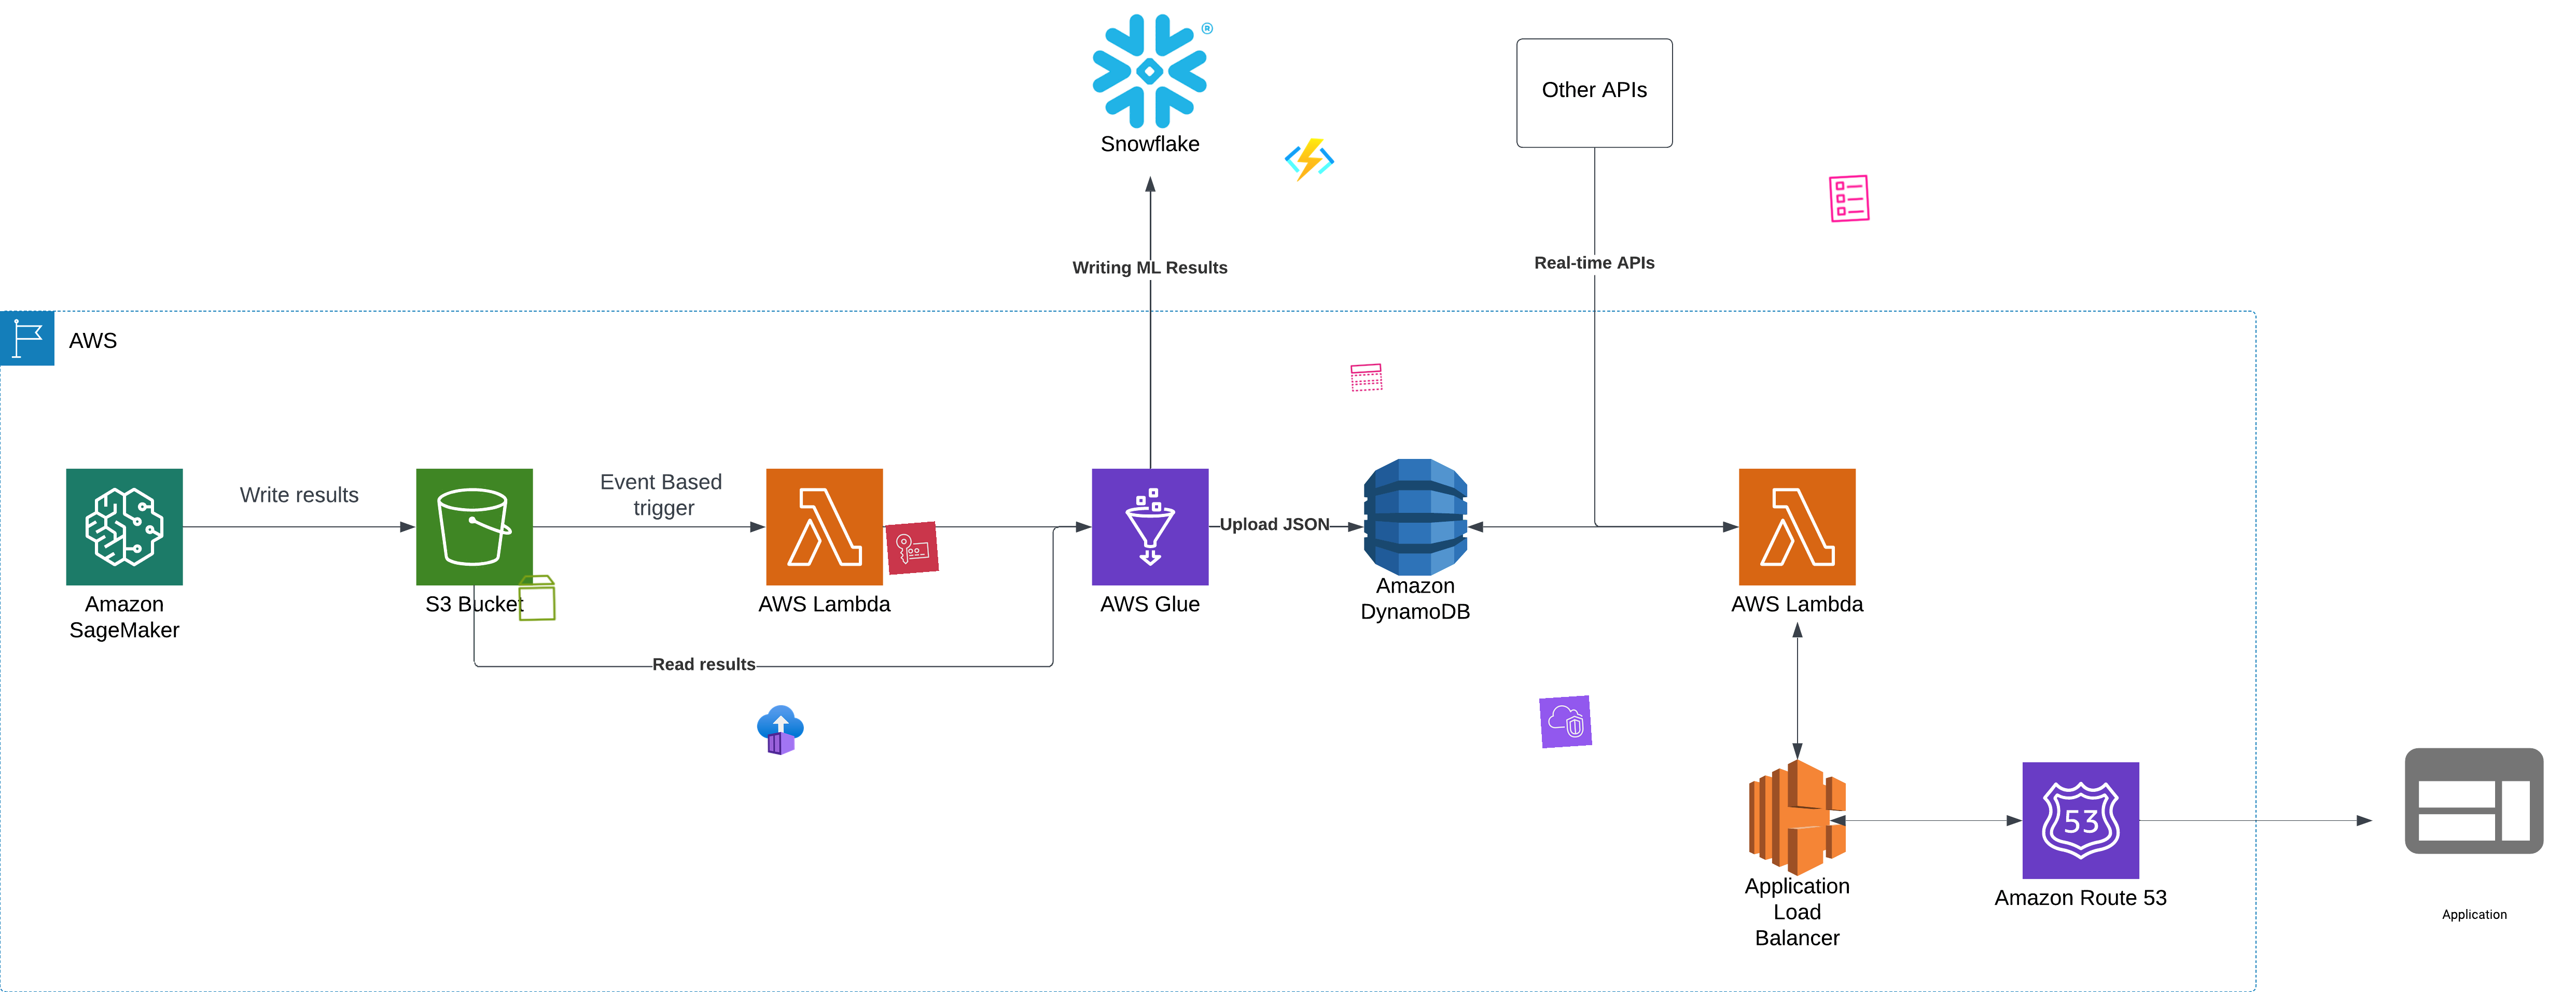 ®
Snowflake
Other APIs
Writing ML Results
Real-time APIs
AWS
Write results
Event Based
trigger
Upload JSON
Amazon
SageMaker
S3 Bucket
AWS Lambda
AWS Glue
Amazon
DynamoDB
AWS Lambda
Read results
53
Application
Load
Balancer
Amazon Route 53
Application